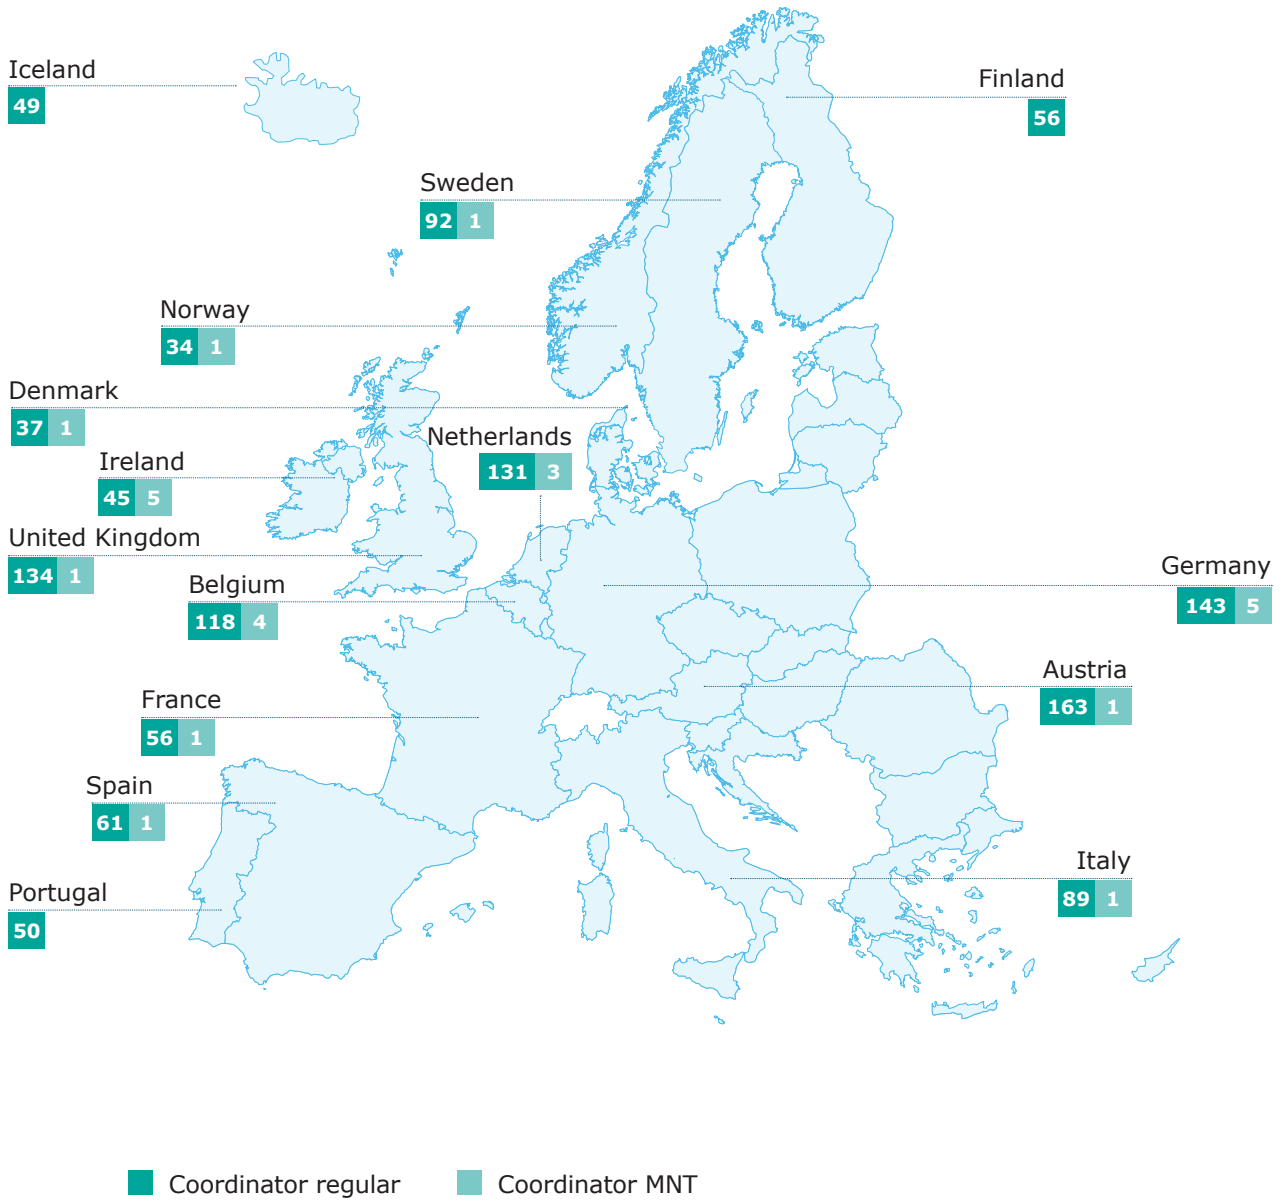 Iceland
49
Finland
56
Sweden
92 1
Norway
34 1
Denmark
37 1
Netherlands
131 3
Ireland
45 5
United Kingdom
134 1
Belgium
118 4
Germany
143 5
Austria
163 1
France
56 1
Spain
61 1
Italy
89 1
Portugal
50
Coordinator regular
Coordinator MNT